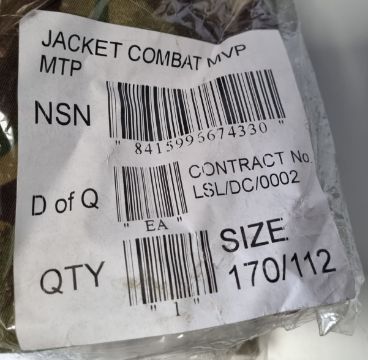 JACKET COMBAT MVP
MTP
NSN
"8415995674330"
D of Q
"EA"
CONTRACT No.
LSL/DC/0002
QTY
"1"
SIZE
170/112